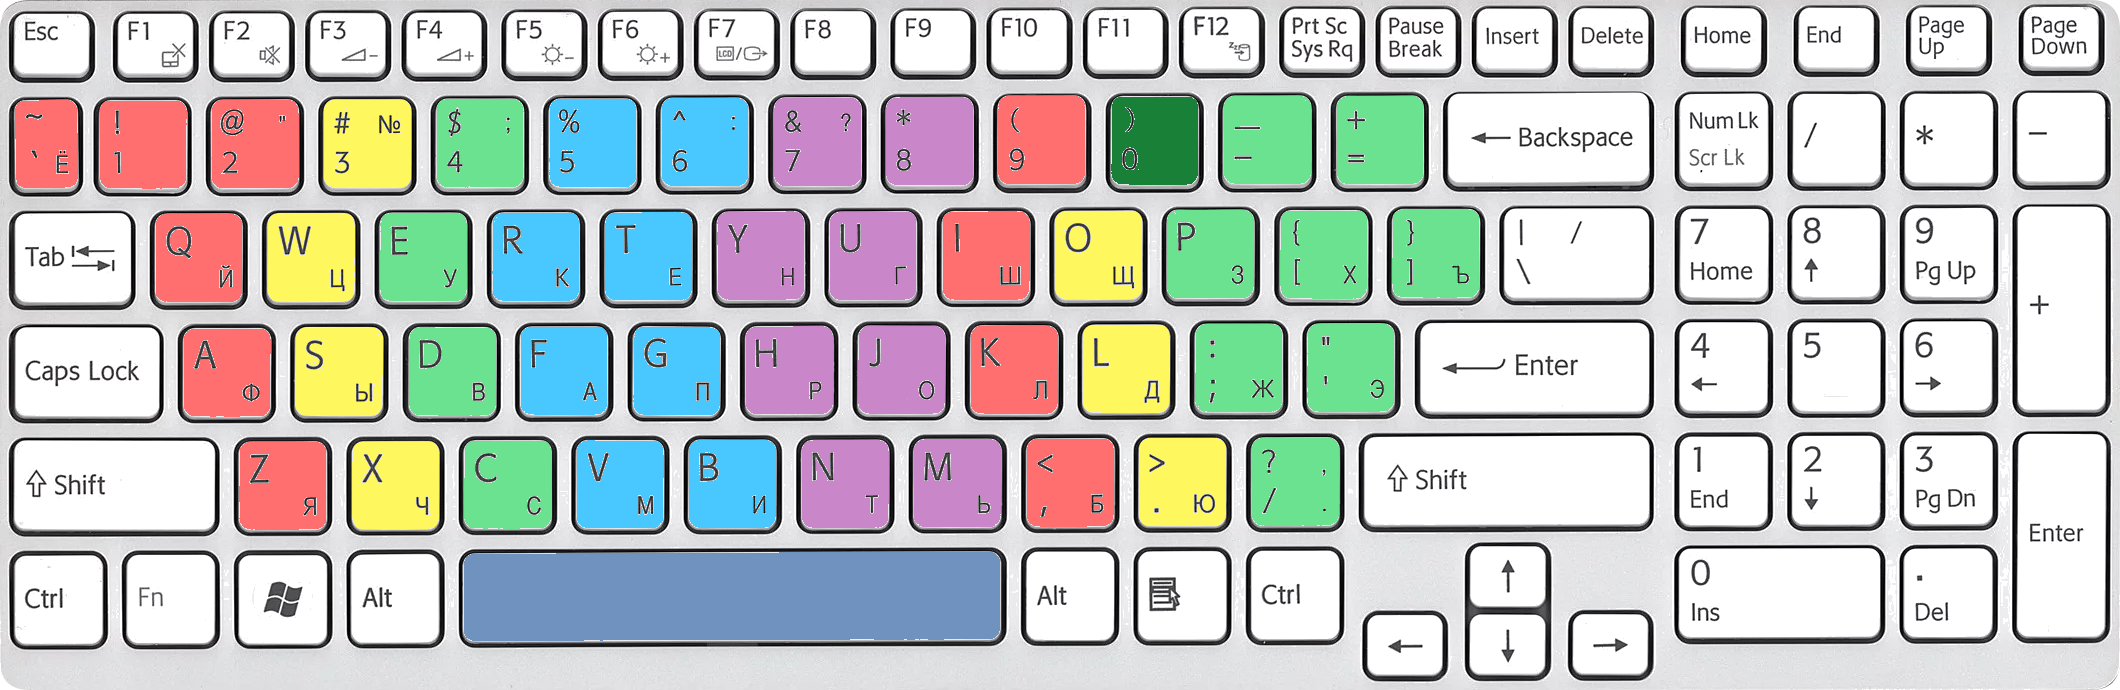 Esc F1 F2 F3 F4 F5 F6 F7 LCD F8 F9 F10 F11 F12 Prt Sc Sys Rq Pause Break Insert Delete Home End Page Up Page Down
~ ` Ё ! 1 @ " 2 # № 3 $ ; 4 % 5 ^ : 6 & ? 7 * 8 ( 9 ) 0 — – + = ← Backspace Num Lk Scr Lk / * –
Tab Q Й W Ц E У R К T Е Y Н U Г I Ш O Щ P З { [ Х } ] Ъ | / \ 7 Home 8 ↑ 9 Pg Up +
Caps Lock A Ф S Ы D В F А G П H Р J О K Л L Д : ; Ж " ' Э Enter 4 ← 5 6 →
Shift Z Я X Ч C С V М B И N Т M Ь < , Б > . Ю ? , / . Shift 1 End 2 ↓ 3 Pg Dn Enter
Ctrl Fn Alt Alt Ctrl ← ↑ ↓ → 0 Ins . Del